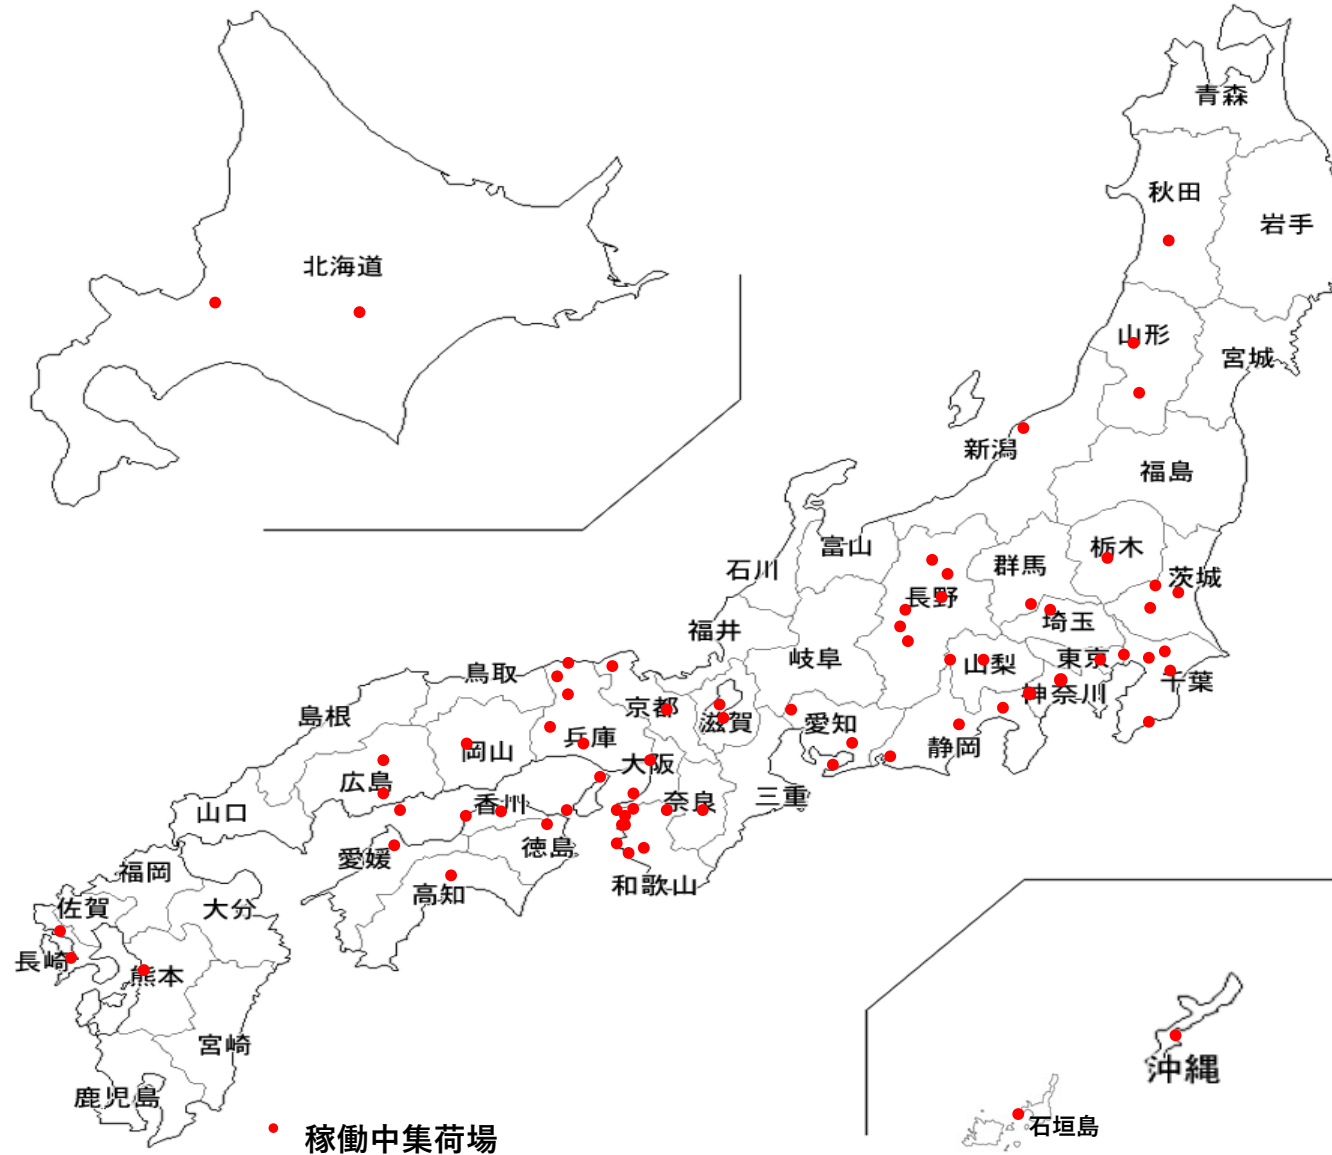 青森
秋田
岩手
北海道
山形
宮城
新潟
福島
富山
石川
群馬
栃木
茨城
長野
埼玉
福井
岐阜
山梨
東京
千葉
神奈川
鳥取
島根
京都
滋賀
愛知
静岡
兵庫
岡山
大阪
広島
奈良
三重
山口
香州
徳島
愛媛
和歌山
高知
福岡
佐賀
大分
長崎
熊本
宮崎
鹿児島
沖縄
石垣島
稼働中集荷場